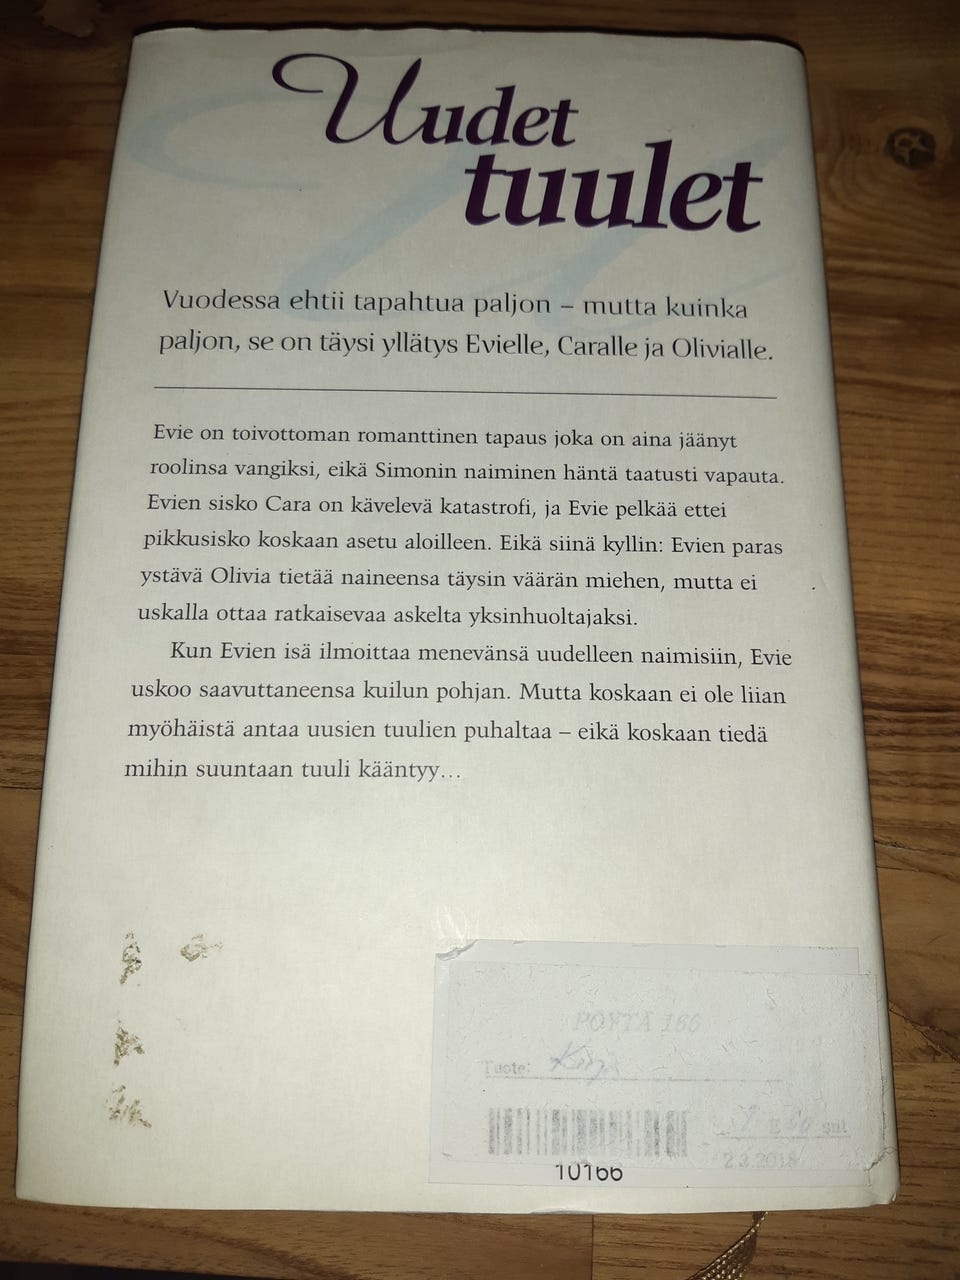 Uudet
tuulet
Vuodessa ehtii tapahtua paljon – mutta kuinka
paljon, se on täysi yllätys Evielle, Caralle ja Olivialle.
Evie on toivottoman romanttinen tapaus joka on aina jäänyt
roolinsa vangiksi, eikä Simonin naiminen häntä taatusti vapauta.
Evien sisko Cara on kävelevä katastrofi, ja Evie pelkää ettei
pikkusisko koskaan asetu aloilleen. Eikä siinä kyllin: Evien paras
ystävä Olivia tietää naineensa täysin väärän miehen, mutta ei
uskalla ottaa ratkaisevaa askelta yksinhuoltajaksi.
Kun Evien isä ilmoittaa menevänsä uudelleen naimisiin, Evie
uskoo saavuttaneensa kuilun pohjan. Mutta koskaan ei ole liian
myöhäistä antaa uusien tuulien puhaltaa – eikä koskaan tiedä
mihin suuntaan tuuli kääntyy...
PÖYTÄ 166
Tuote: Kirja
snt
2.3.2018
10166